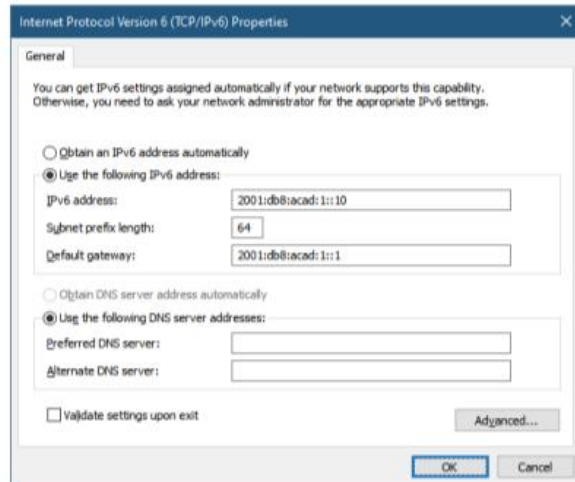 Internet Protocol Version 6 (TCP/IPv6) Properties
General
You can get IPv6 settings assigned automatically if your network supports this capability.
Otherwise, you need to ask your network administrator for the appropriate IPv6 settings.
Obtain an IPv6 address automatically
Use the following IPv6 address:
IPv6 address: 2001:db8:acad:1::10
Subnet prefix length: 64
Default gateway: 2001:db8:acad:1::1
Obtain DNS server address automatically
Use the following DNS server addresses:
Preferred DNS server:
Alternate DNS server:
Validate settings upon exit
Advanced...
OK Cancel